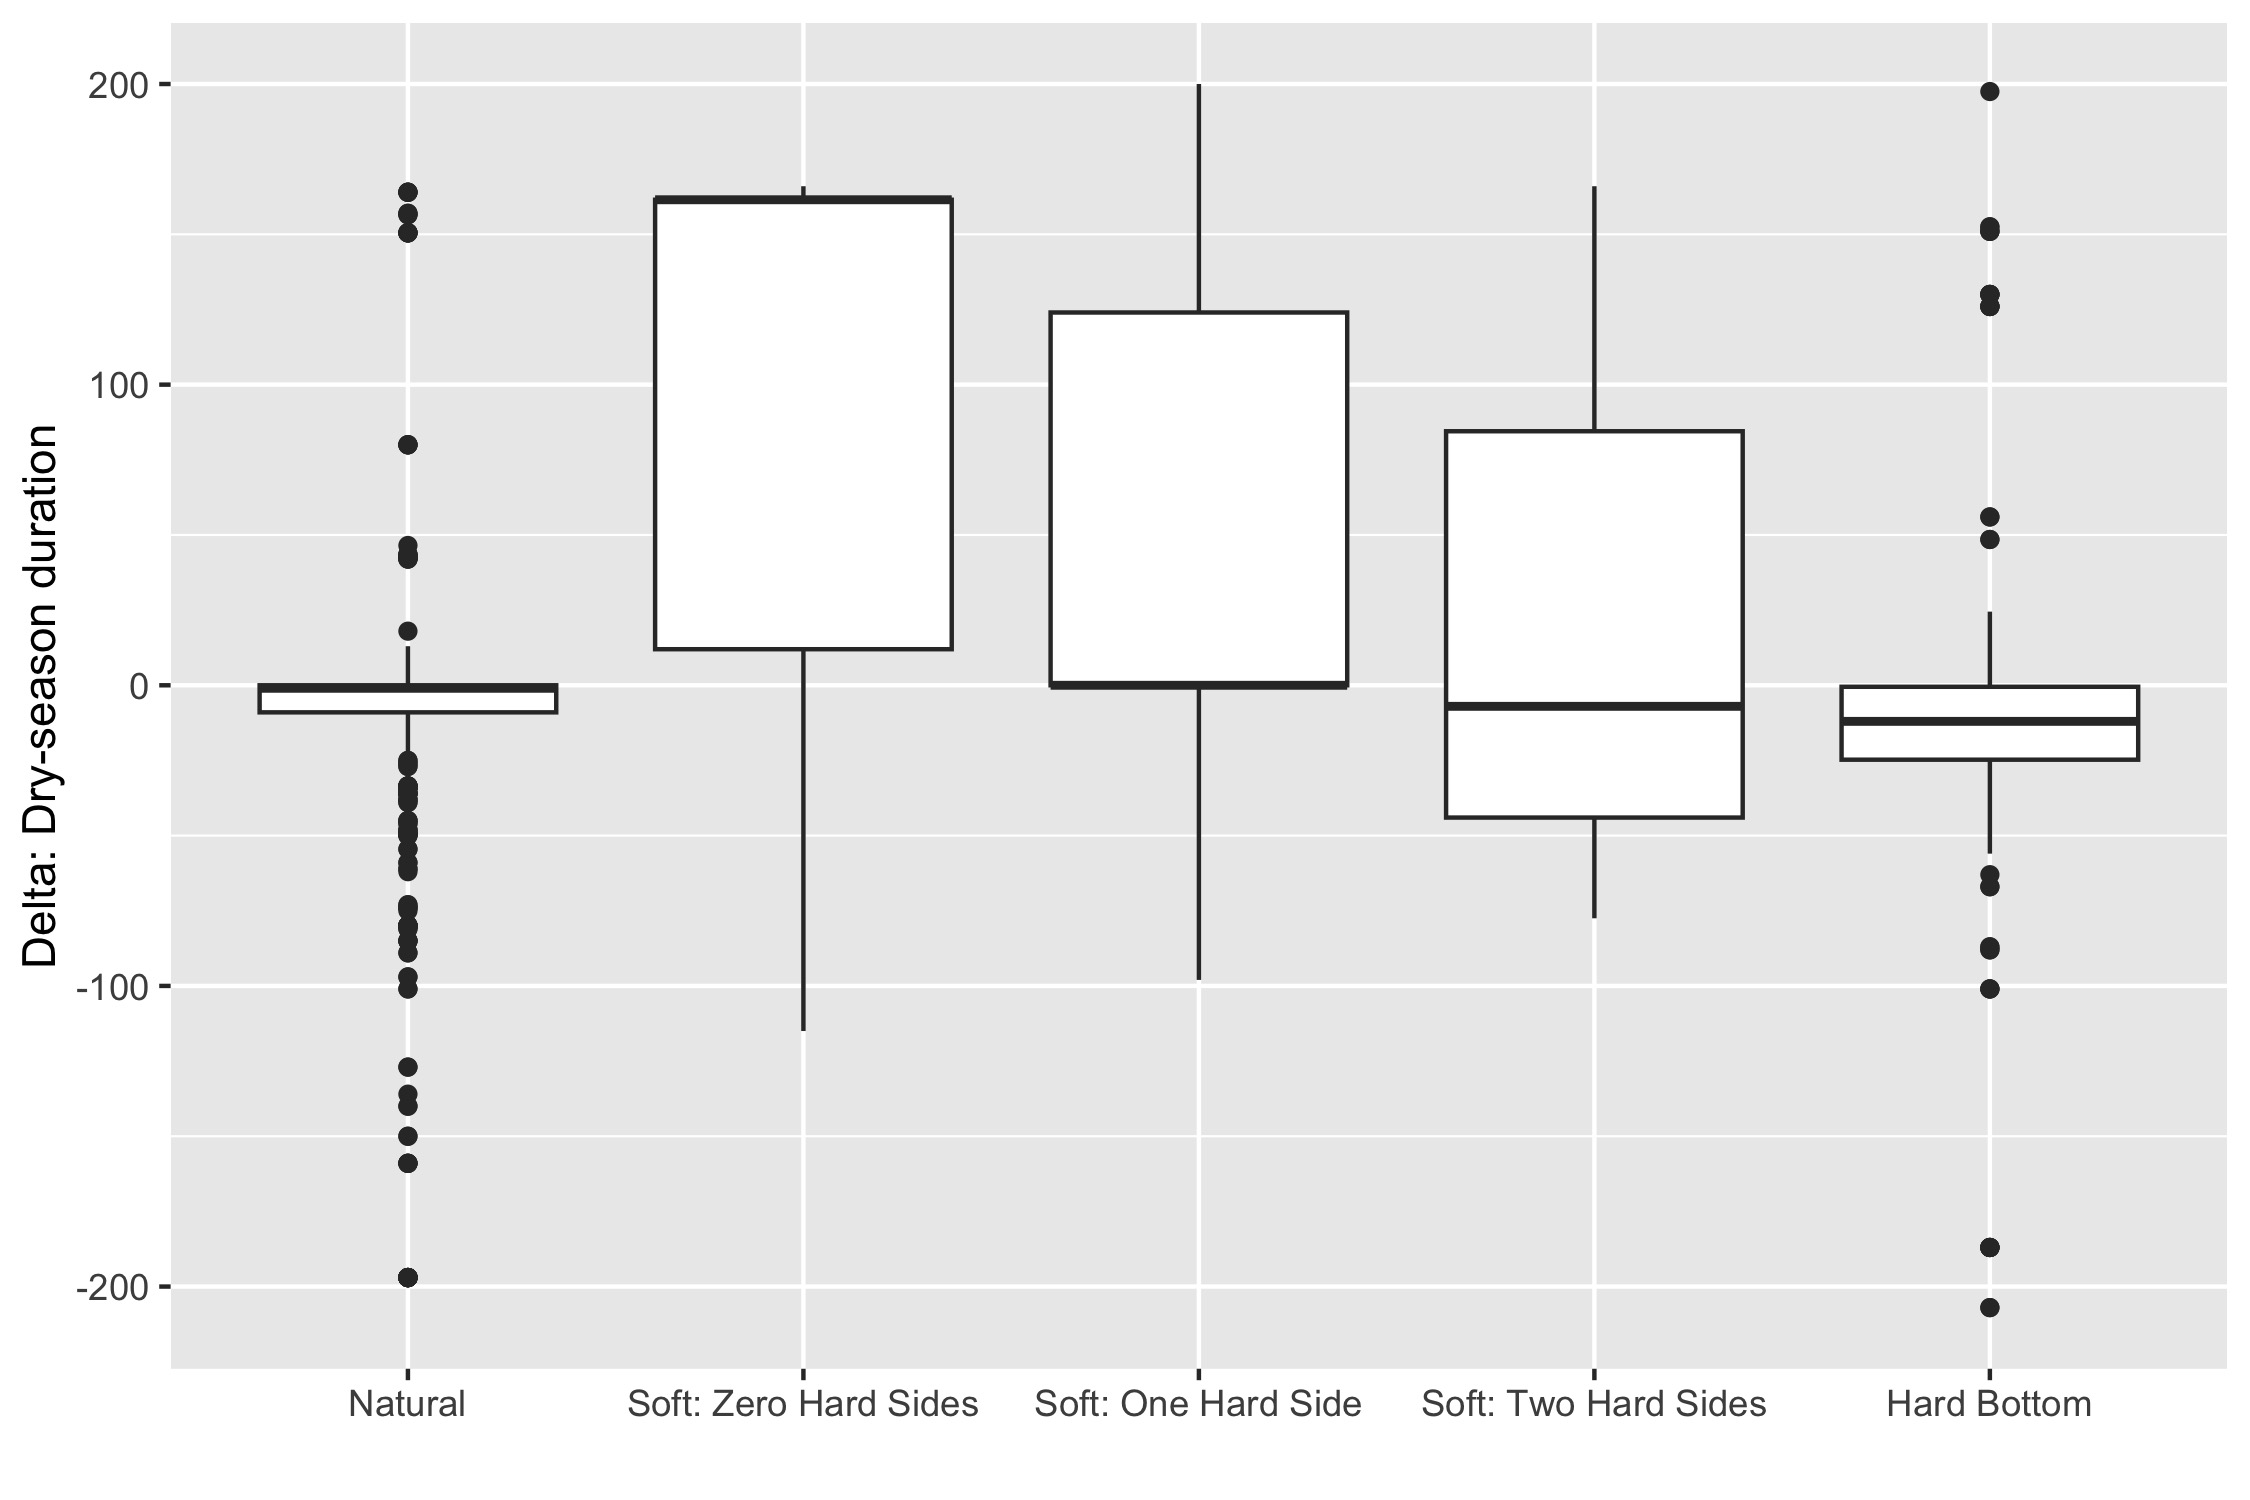 Delta: Dry-season duration
200
100
0
-100
-200
Natural
Soft: Zero Hard Sides
Soft: One Hard Side
Soft: Two Hard Sides
Hard Bottom